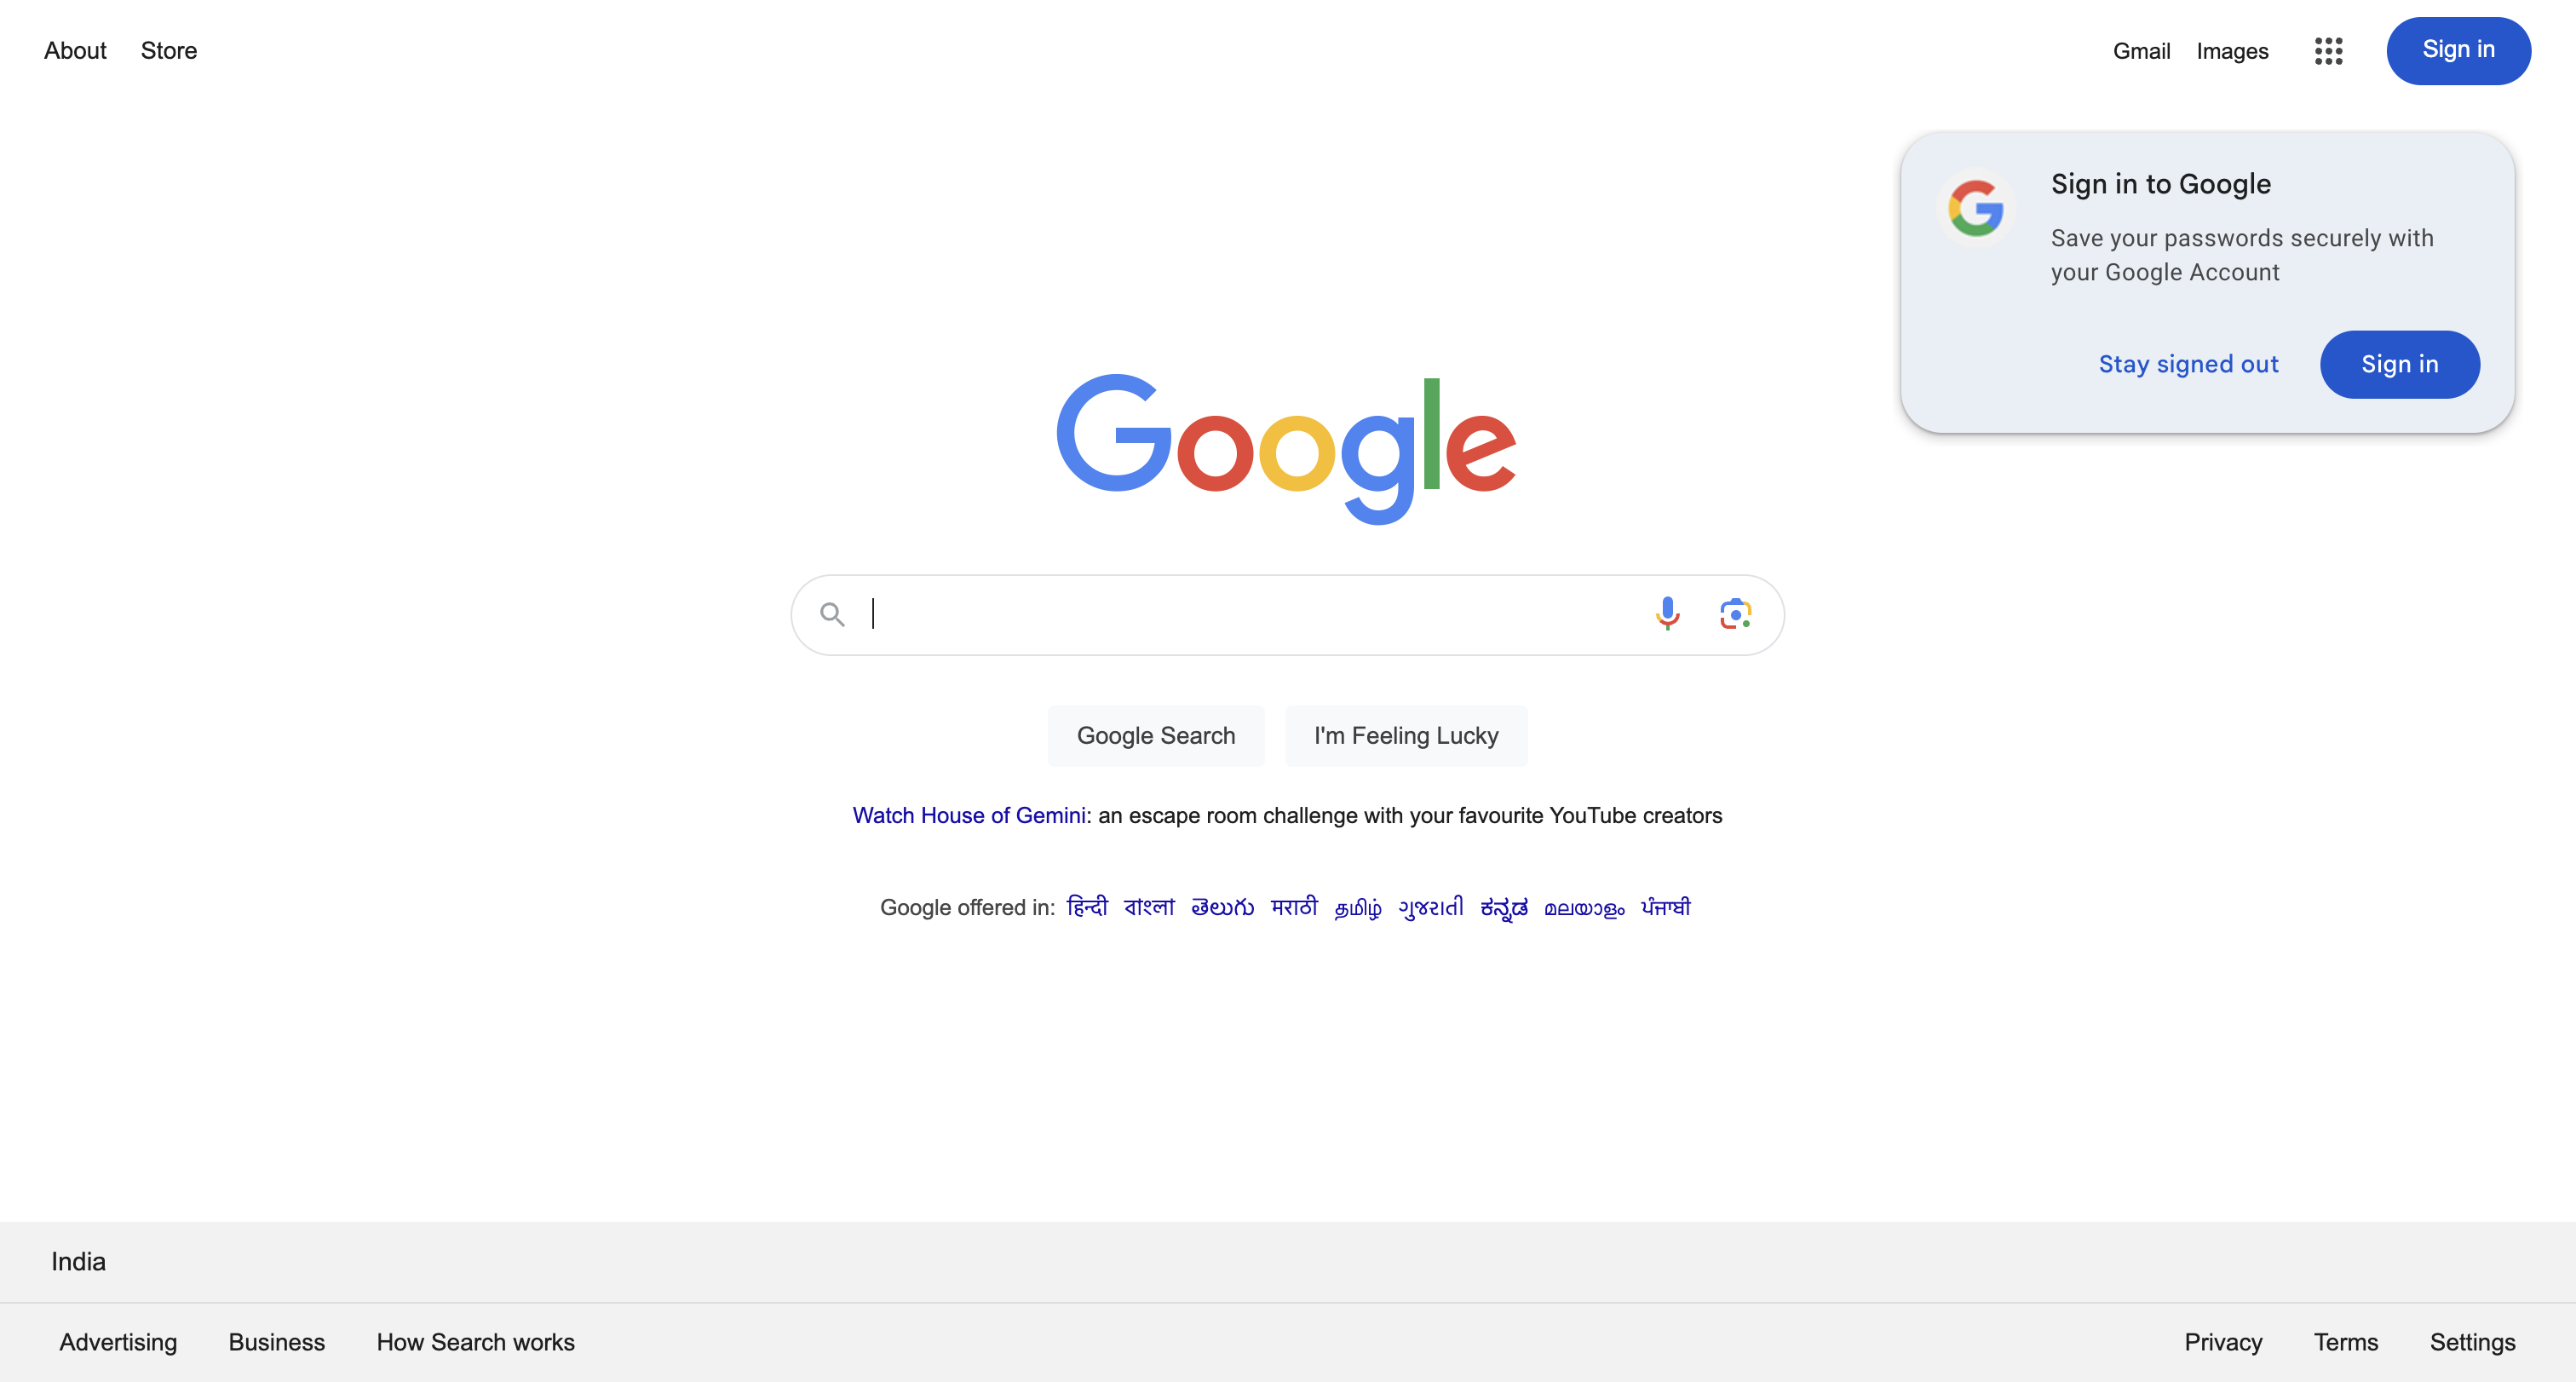 About Store
Gmail Images Sign in
Sign in to Google
Save your passwords securely with
your Google Account
Stay signed out Sign in
Google
Google Search I'm Feeling Lucky
Watch House of Gemini: an escape room challenge with your favourite YouTube creators
Google offered in: हिन्दी বাংলা తెలుగు मराठी தமிழ் ગુજરાતી ಕನ್ನಡ മലയാളം ਪੰਜਾਬੀ
India
Advertising Business How Search works
Privacy Terms Settings